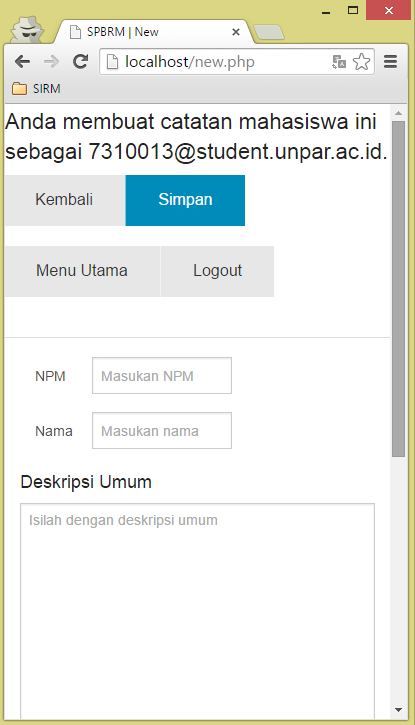 SPBRM | New
localhost/new.php
SIRM
Anda membuat catatan mahasiswa ini
sebagai 7310013@student.unpar.ac.id.
Kembali Simpan
Menu Utama Logout
NPM Masukan NPM
Nama Masukan nama
Deskripsi Umum
Isilah dengan deskripsi umum